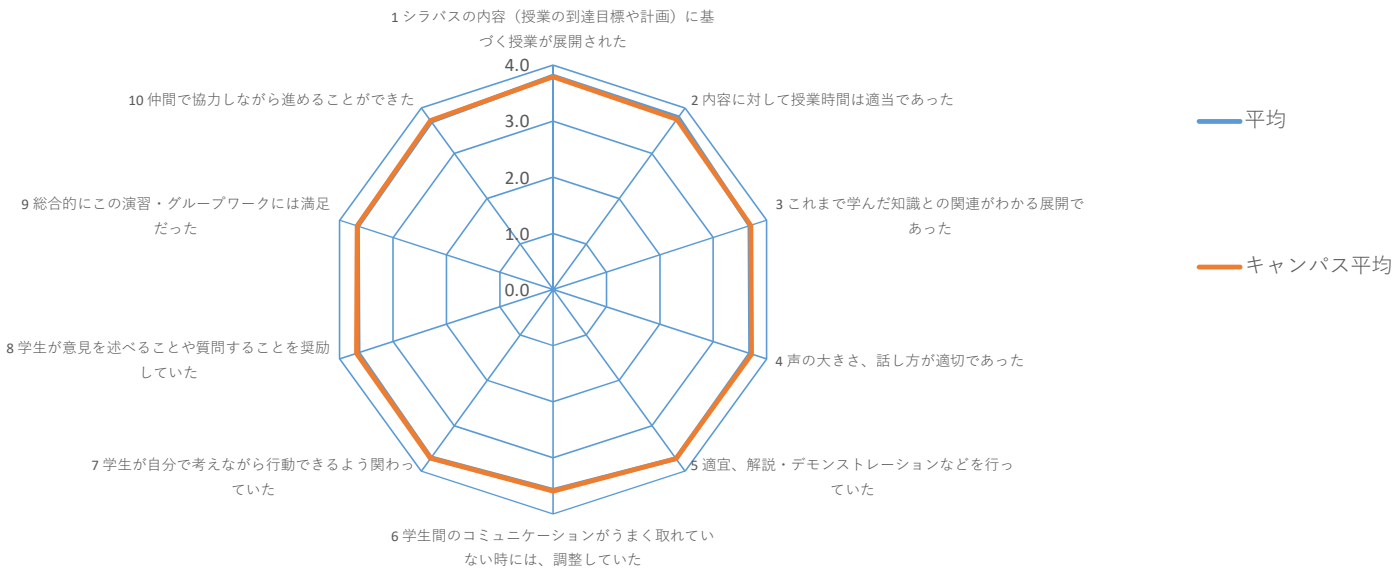 1 シラバスの内容（授業の到達目標や計画）に基
づく授業が展開された
2 内容に対して授業時間は適当であった
3 これまで学んだ知識との関連がわかる展開で
あった
4 声の大きさ、話し方が適切であった
5 適宜、解説・デモンストレーションなどを行っ
ていた
6 学生間のコミュニケーションがうまく取れてい
ない時には、調整していた
7 学生が自分で考えながら行動できるよう関わっ
ていた
8 学生が意見を述べることや質問することを奨励
していた
9 総合的にこの演習・グループワークには満足
だった
10 仲間で協力しながら進めることができた
4.0
3.0
2.0
1.0
0.0
平均
キャンパス平均